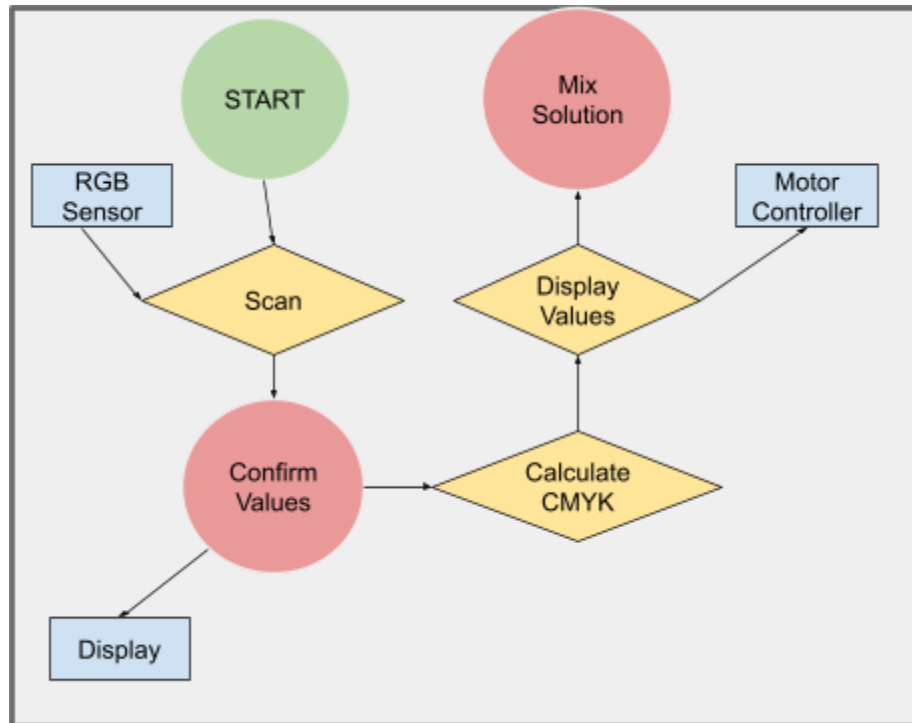 START
Mix
Solution
RGB
Sensor
Motor
Controller
Scan
Display
Values
Confirm
Values
Calculate
CMYK
Display